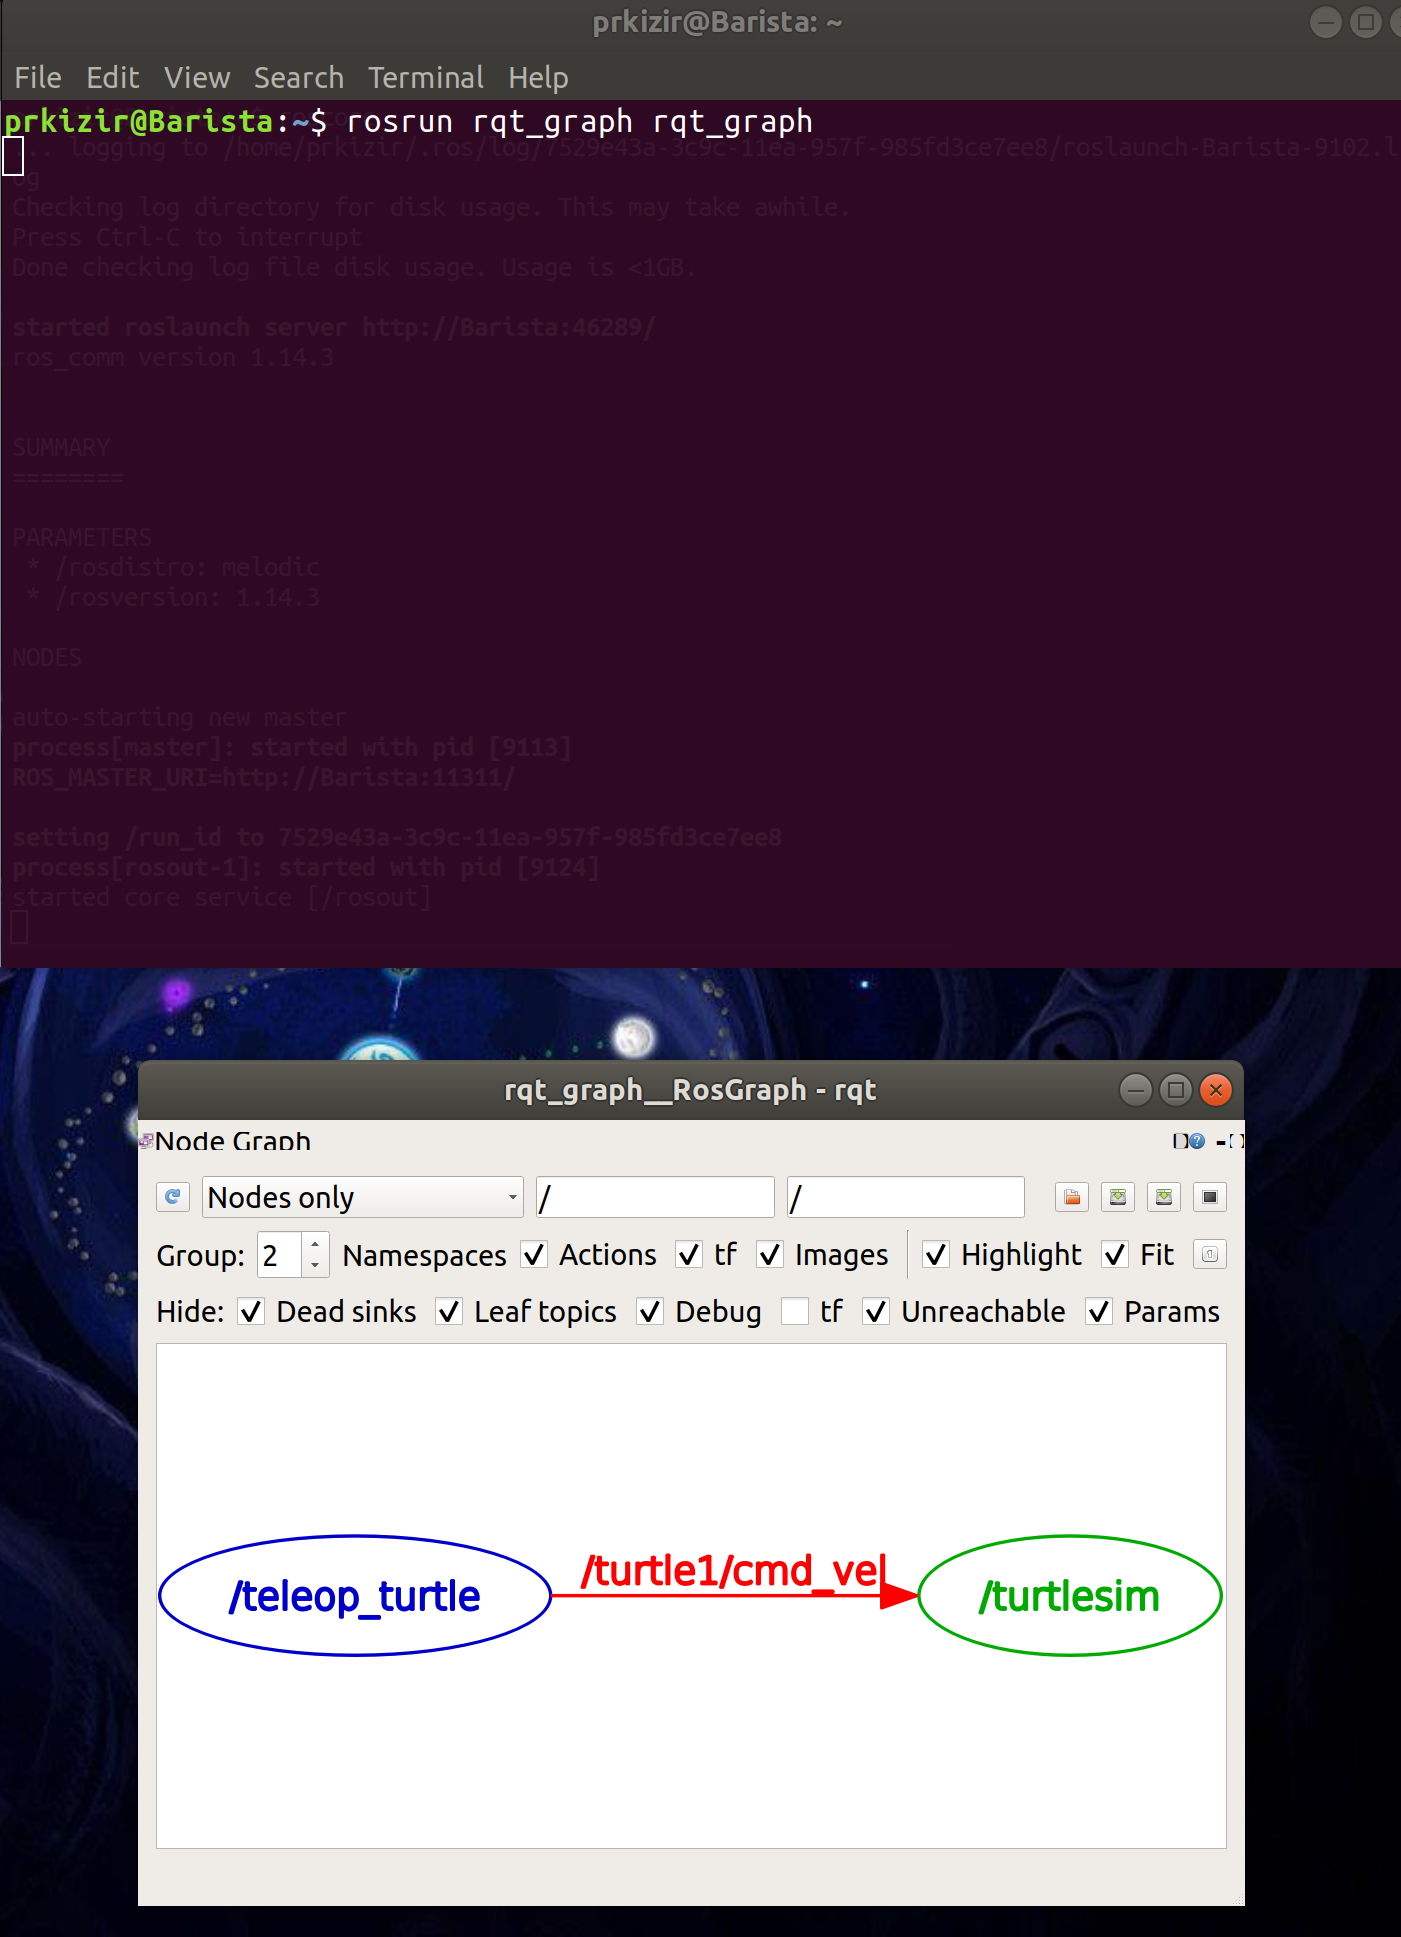 prkizir@Barista: ~
File Edit View Search Terminal Help
prkizir@Barista:~$ rosrun rqt_graph rqt_graph
... logging to /home/prkizir/.ros/log/7529e43a-3c9c-11ea-957f-985fd3ce7ee8/roslaunch-Barista-9102.l
og
Checking log directory for disk usage. This may take awhile.
Press Ctrl-C to interrupt
Done checking log file disk usage. Usage is <1GB.
started roslaunch server http://Barista:46289/
ros_comm version 1.14.3
SUMMARY
========
PARAMETERS
* /rosdistro: melodic
* /rosversion: 1.14.3
NODES
auto-starting new master
process[master]: started with pid [9113]
ROS_MASTER_URI=http://Barista:11311/
setting /run_id to 7529e43a-3c9c-11ea-957f-985fd3ce7ee8
process[rosout-1]: started with pid [9124]
started core service [/rosout]
rqt_graph__RosGraph - rqt
Node Graph
Nodes only / /
Group: 2 Namespaces Actions tf Images Highlight Fit
Hide: Dead sinks Leaf topics Debug tf Unreachable Params
/teleop_turtle /turtle1/cmd_vel /turtlesim